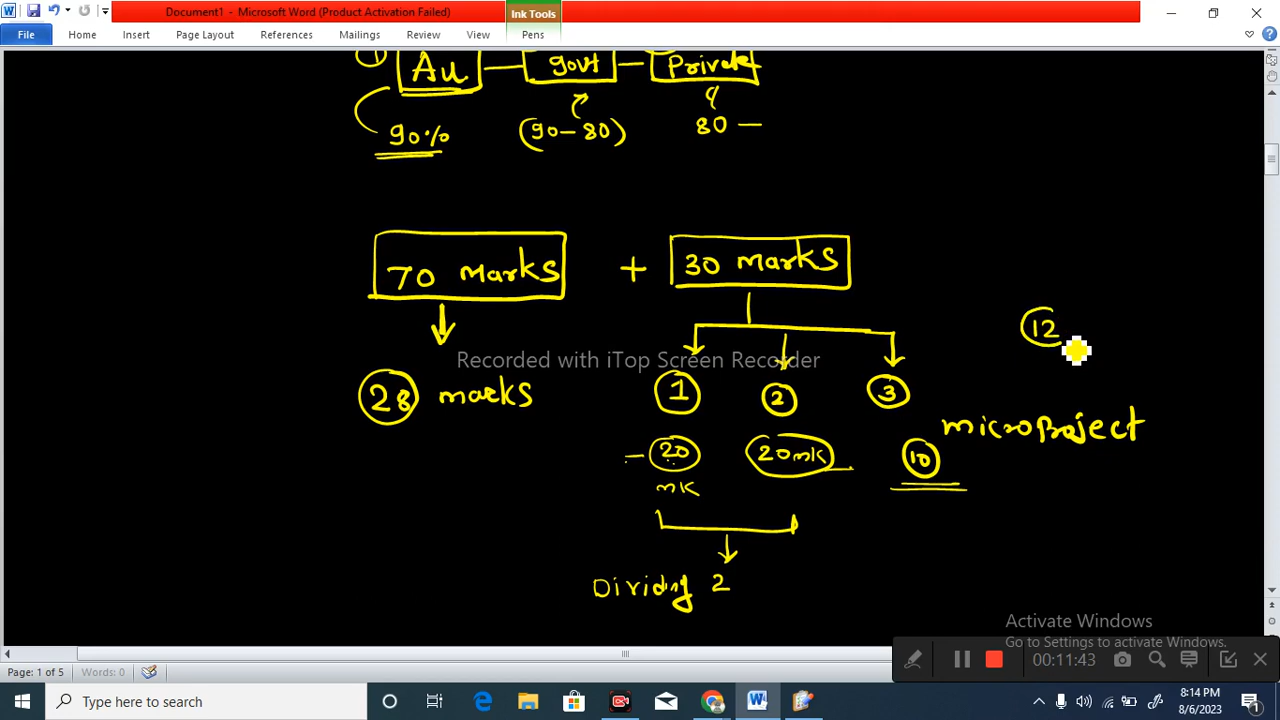 Document1 - Microsoft Word (Product Activation Failed)
Ink Tools
File Home Insert Page Layout References Mailings Review View Pens
1 Au govt Private
90% (90-80) 80
70 marks + 30 marks
12
Recorded with iTop Screen Recorder
28 marks 1 2 3
microproject
20 20mk 10
mk
Dividing 2
Activate Windows
Go to Settings to activate Windows.
Page: 1 of 5 Words: 0
00:11:43
Type here to search
8:14 PM
8/6/2023
1